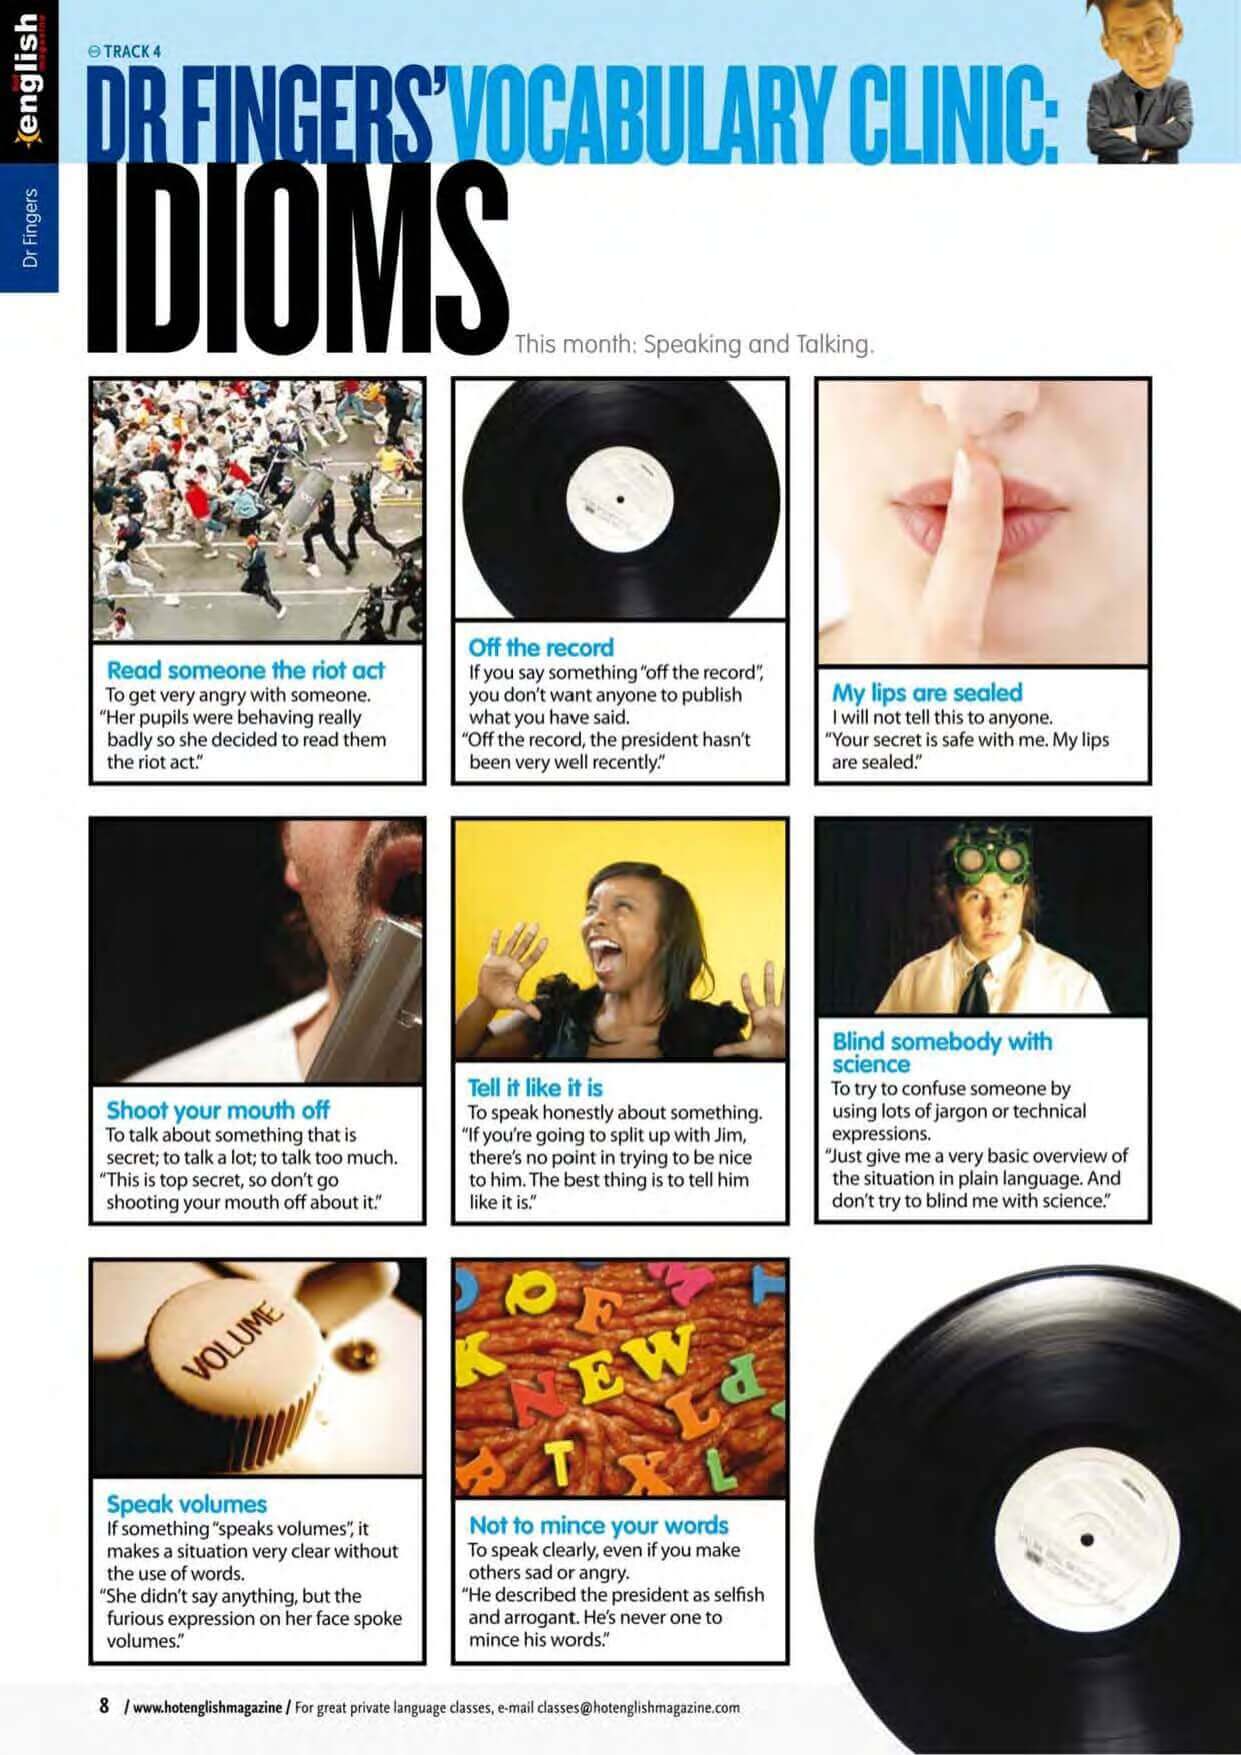 hot
english
magazine
Dr Fingers
TRACK 4
DR FINGERS' VOCABULARY CLINIC:
IDIOMS
This month: Speaking and Talking.
Read someone the riot act
To get very angry with someone.
"Her pupils were behaving really
badly so she decided to read them
the riot act."
Off the record
If you say something "off the record",
you don't want anyone to publish
what you have said.
"Off the record, the president hasn't
been very well recently."
My lips are sealed
I will not tell this to anyone.
"Your secret is safe with me. My lips
are sealed."
Shoot your mouth off
To talk about something that is
secret; to talk a lot; to talk too much.
"This is top secret, so don't go
shooting your mouth off about it."
Tell it like it is
To speak honestly about something.
"If you're going to split up with Jim,
there's no point in trying to be nice
to him. The best thing is to tell him
like it is."
Blind somebody with
science
To try to confuse someone by
using lots of jargon or technical
expressions.
"Just give me a very basic overview of
the situation in plain language. And
don't try to blind me with science."
VOLUME
Speak volumes
If something "speaks volumes", it
makes a situation very clear without
the use of words.
"She didn't say anything, but the
furious expression on her face spoke
volumes."
NEW
Not to mince your words
To speak clearly, even if you make
others sad or angry.
"He described the president as selfish
and arrogant. He's never one to
mince his words."
8 / www.hotenglishmagazine / For great private language classes, e-mail classes@hotenglishmagazine.com